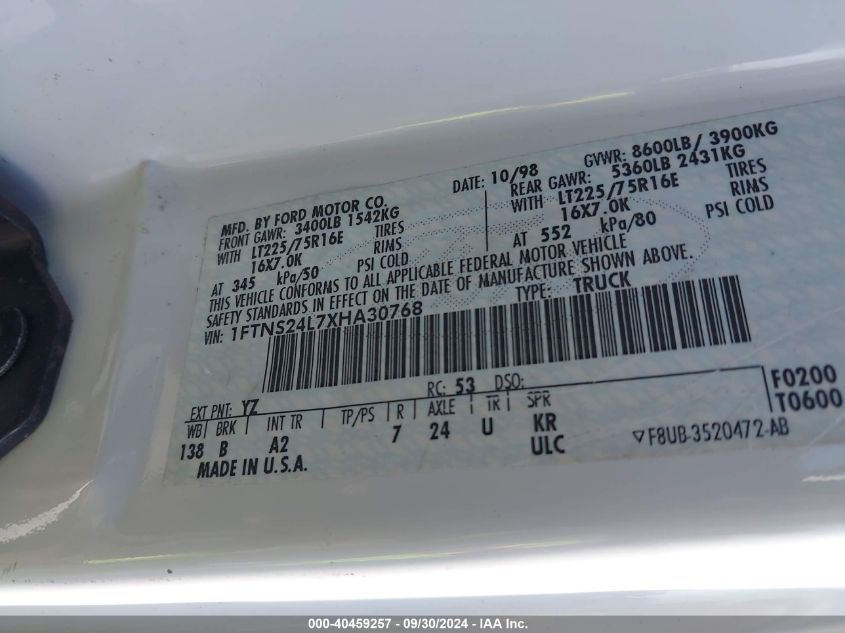 MFD. BY FORD MOTOR CO.
DATE: 10/98 GVWR: 8600LB/ 3900KG
FRONT GAWR: 3400LB 1542KG REAR GAWR: 5360LB 2431KG
WITH LT225/75R16E TIRES WITH LT225/75R16E TIRES
16X7.0K RIMS 16X7.0K RIMS
AT 345 kPa/50 PSI COLD AT 552 kPa/80 PSI COLD
THIS VEHICLE CONFORMS TO ALL APPLICABLE FEDERAL MOTOR VEHICLE
SAFETY STANDARDS IN EFFECT ON THE DATE OF MANUFACTURE SHOWN ABOVE.
VIN: 1FTNS24L7XHA30768 TYPE: TRUCK
EXT PNT: YZ RC: 53 DSO: F0200
WB BRK INT TR TP/PS R AXLE TR SPR T0600
138 B A2 7 24 U KR
ULC
MADE IN U.S.A. ▽F8UB-3520472-AB
000-40459257 - 09/30/2024 - IAA Inc.